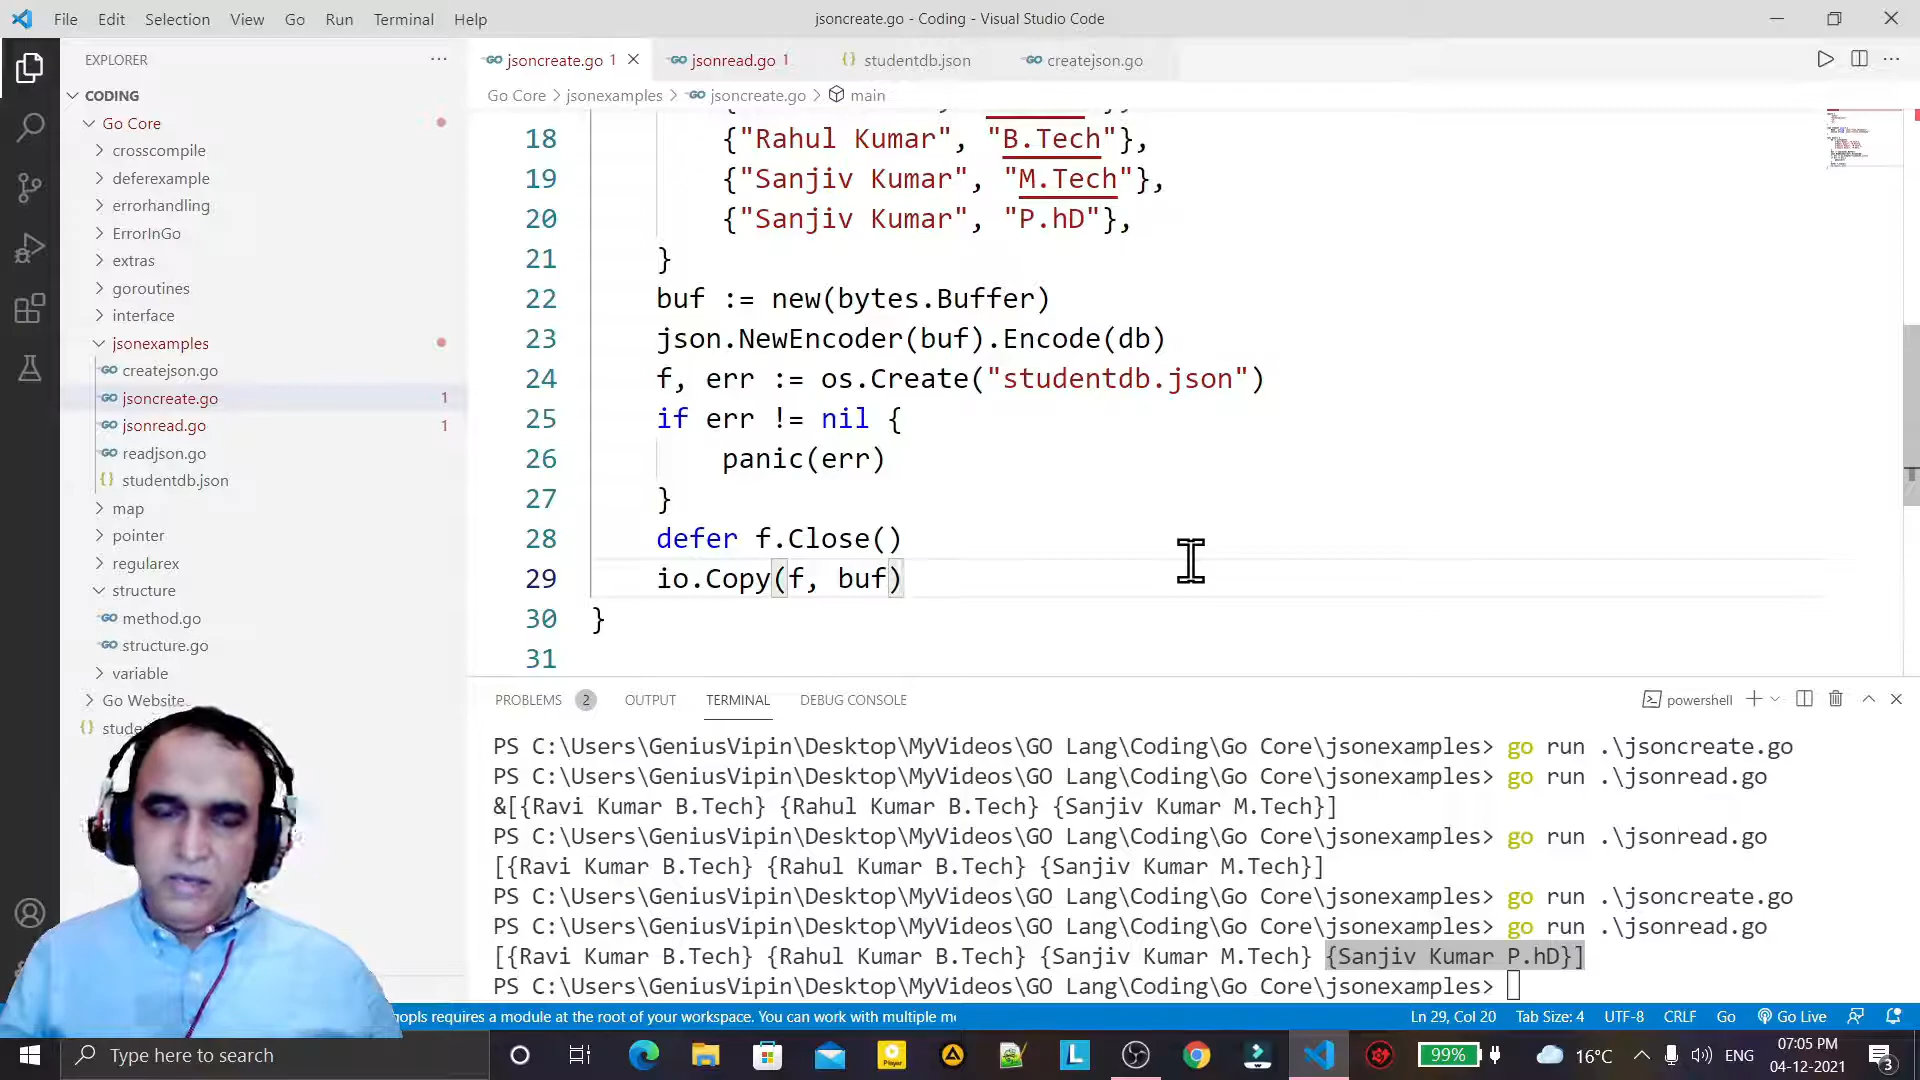 File Edit Selection View Go Run Terminal Help
jsoncreate.go - Coding - Visual Studio Code
EXPLORER
jsoncreate.go 1
jsonread.go 1
studentdb.json
createjson.go
CODING
Go Core > jsonexamples > jsoncreate.go > main
Go Core
crosscompile
deferexample
errorhandling
ErrorInGo
extras
goroutines
interface
jsonexamples
createjson.go
jsoncreate.go 1
jsonread.go 1
readjson.go
studentdb.json
map
pointer
regularex
structure
method.go
structure.go
variable
Go Website
18 {"Rahul Kumar", "B.Tech"},
19 {"Sanjiv Kumar", "M.Tech"},
20 {"Sanjiv Kumar", "P.hD"},
21 }
22 buf := new(bytes.Buffer)
23 json.NewEncoder(buf).Encode(db)
24 f, err := os.Create("studentdb.json")
25 if err != nil {
26 panic(err)
27 }
28 defer f.Close()
29 io.Copy(f, buf)
30 }
31
PROBLEMS 2 OUTPUT TERMINAL DEBUG CONSOLE
powershell
PS C:\Users\GeniusVipin\Desktop\MyVideos\GO Lang\Coding\Go Core\jsonexamples> go run .\jsoncreate.go
PS C:\Users\GeniusVipin\Desktop\MyVideos\GO Lang\Coding\Go Core\jsonexamples> go run .\jsonread.go
&[{Ravi Kumar B.Tech} {Rahul Kumar B.Tech} {Sanjiv Kumar M.Tech}]
PS C:\Users\GeniusVipin\Desktop\MyVideos\GO Lang\Coding\Go Core\jsonexamples> go run .\jsonread.go
[{Ravi Kumar B.Tech} {Rahul Kumar B.Tech} {Sanjiv Kumar M.Tech}]
PS C:\Users\GeniusVipin\Desktop\MyVideos\GO Lang\Coding\Go Core\jsonexamples> go run .\jsoncreate.go
PS C:\Users\GeniusVipin\Desktop\MyVideos\GO Lang\Coding\Go Core\jsonexamples> go run .\jsonread.go
[{Ravi Kumar B.Tech} {Rahul Kumar B.Tech} {Sanjiv Kumar M.Tech} {Sanjiv Kumar P.hD}]
PS C:\Users\GeniusVipin\Desktop\MyVideos\GO Lang\Coding\Go Core\jsonexamples>
gopls requires a module at the root of your workspace. You can work with multiple
Ln 29, Col 20 Tab Size: 4 UTF-8 CRLF Go Go Live
Type here to search
99%
16°C
ENG
07:05 PM
04-12-2021
3